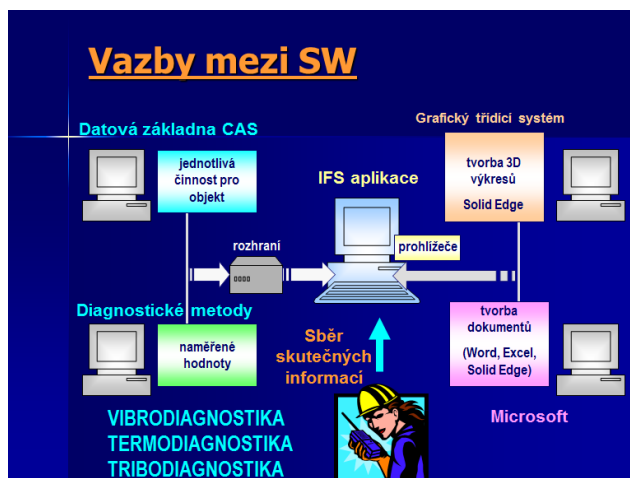 Vazby mezi SW
Grafický třídící systém
Datová základna CAS
jednotlivá
činnost pro
objekt
IFS aplikace
tvorba 3D
výkresů
Solid Edge
rozhraní
prohlížeče
Diagnostické metody
naměřené
hodnoty
Sběr
skutečných
informací
tvorba
dokumentů
(Word, Excel,
Solid Edge)
VIBRODIAGNOSTIKA
TERMODIAGNOSTIKA
TRIBODIAGNOSTIKA
Microsoft